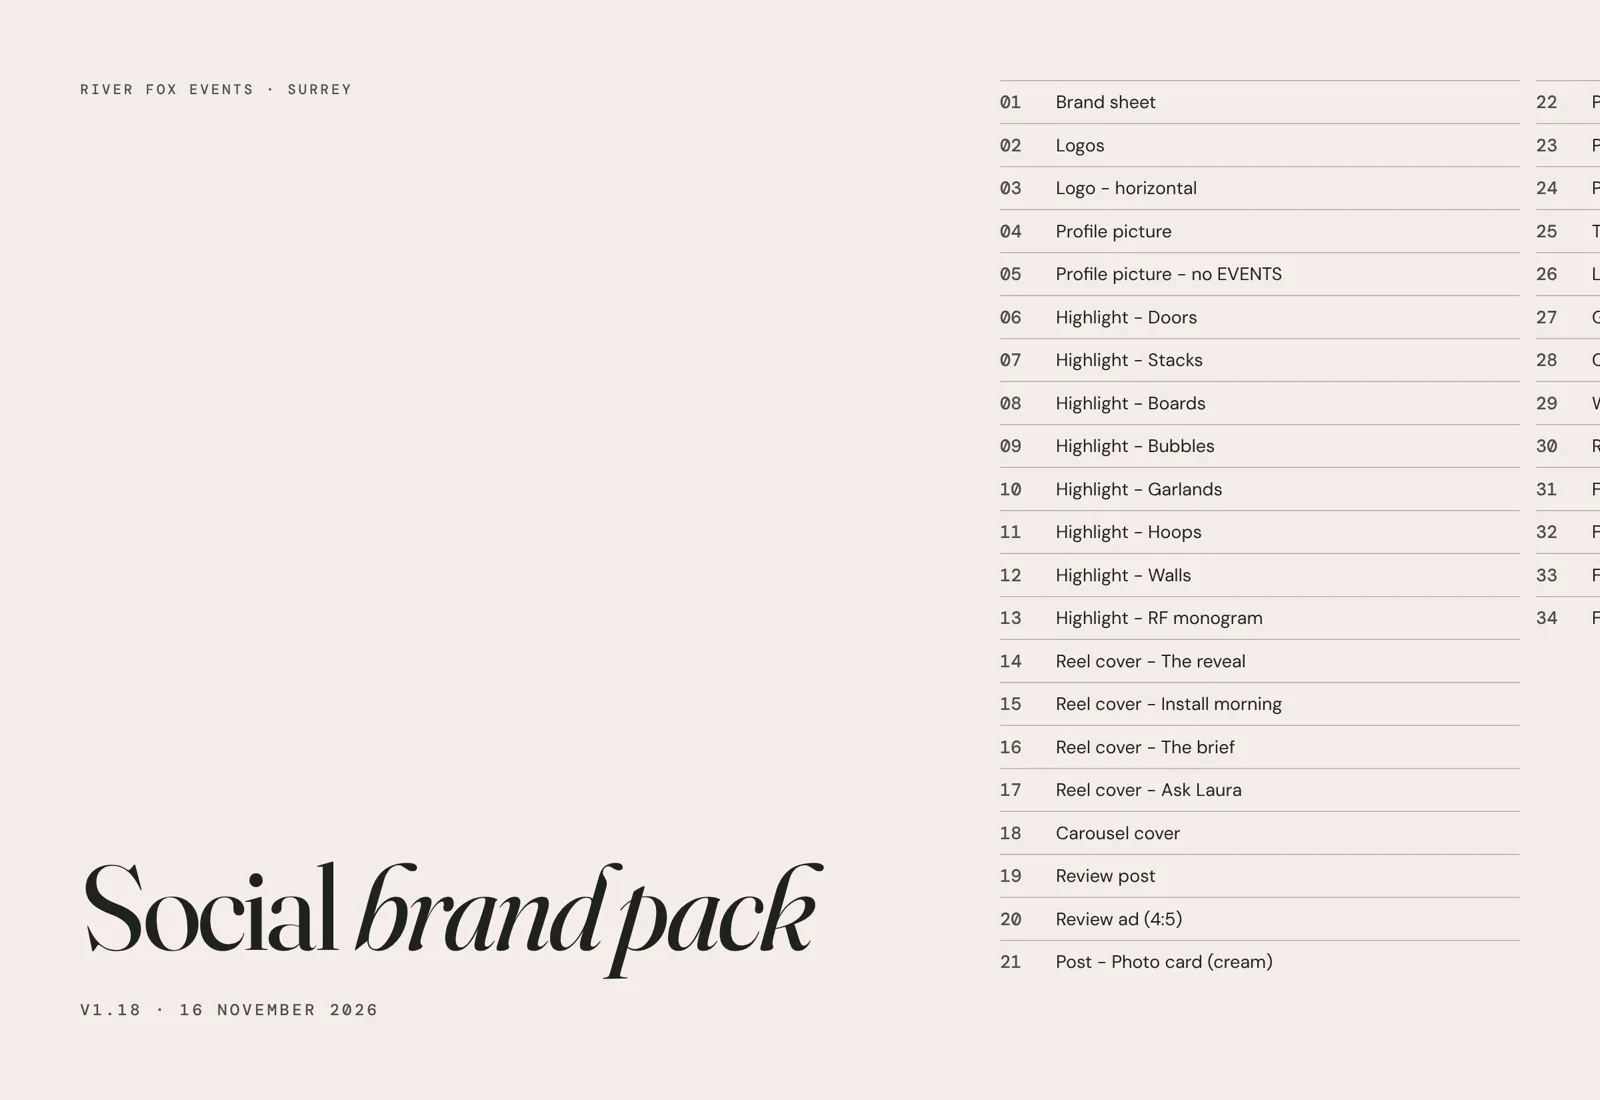 RIVER FOX EVENTS · SURREY
01 Brand sheet
02 Logos
03 Logo - horizontal
04 Profile picture
05 Profile picture - no EVENTS
06 Highlight - Doors
07 Highlight - Stacks
08 Highlight - Boards
09 Highlight - Bubbles
10 Highlight - Garlands
11 Highlight - Hoops
12 Highlight - Walls
13 Highlight - RF monogram
14 Reel cover - The reveal
15 Reel cover - Install morning
16 Reel cover - The brief
17 Reel cover - Ask Laura
18 Carousel cover
19 Review post
20 Review ad (4:5)
21 Post - Photo card (cream)
22
23
24
25
26
27
28
29
30
31
32
33
34
Social brand pack
V1.18 · 16 NOVEMBER 2026